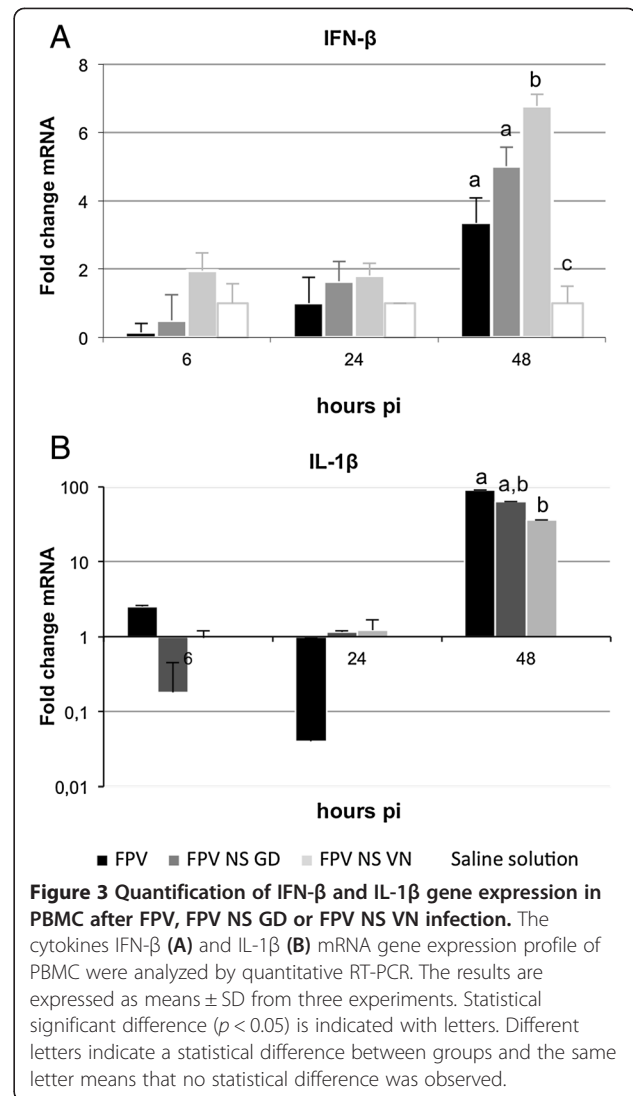 A
IFN-β
Fold change mRNA
8
6
4
2
0
a
a
b
c
6
24
48
hours pi
B
IL-1β
Fold change mRNA
100
10
1
0,1
0,01
a
a,b
b
6
24
48
hours pi
FPV FPV NS GD FPV NS VN Saline solution
Figure 3 Quantification of IFN-β and IL-1β gene expression in
PBMC after FPV, FPV NS GD or FPV NS VN infection. The
cytokines IFN-β (A) and IL-1β (B) mRNA gene expression profile of
PBMC were analyzed by quantitative RT-PCR. The results are
expressed as means ± SD from three experiments. Statistical
significant difference (p < 0.05) is indicated with letters. Different
letters indicate a statistical difference between groups and the same
letter means that no statistical difference was observed.